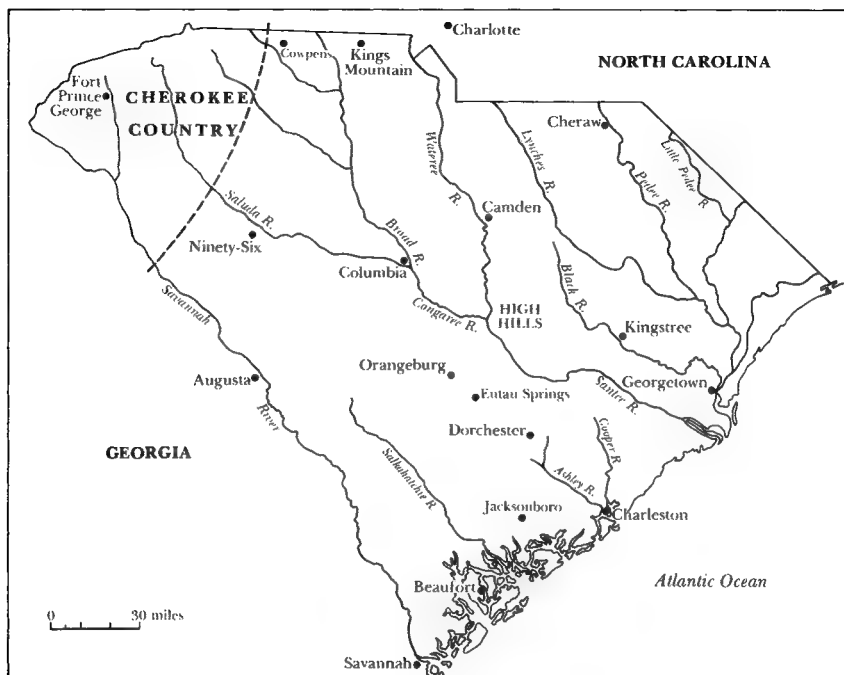 Charlotte
NORTH CAROLINA
Cowpens
Kings
Mountain
Fort
Prince
George
CHEROKEE
COUNTRY
Cheraw
Wateree
R.
Lynches R.
Pedee R.
Little Pedee R
Saluda R.
Broad R.
Camden
Ninety-Six
Columbia
Black R.
Congaree R.
HIGH
HILLS
Kingstree
Savannah
River
Augusta
Orangeburg
Eutau Springs
Georgetown
Santee R.
Dorchester
Cooper R
Ashley R.
GEORGIA
Salkahatchie R
Jacksonboro
Charleston
Beaufort
Atlantic Ocean
0 30 miles
Savannah